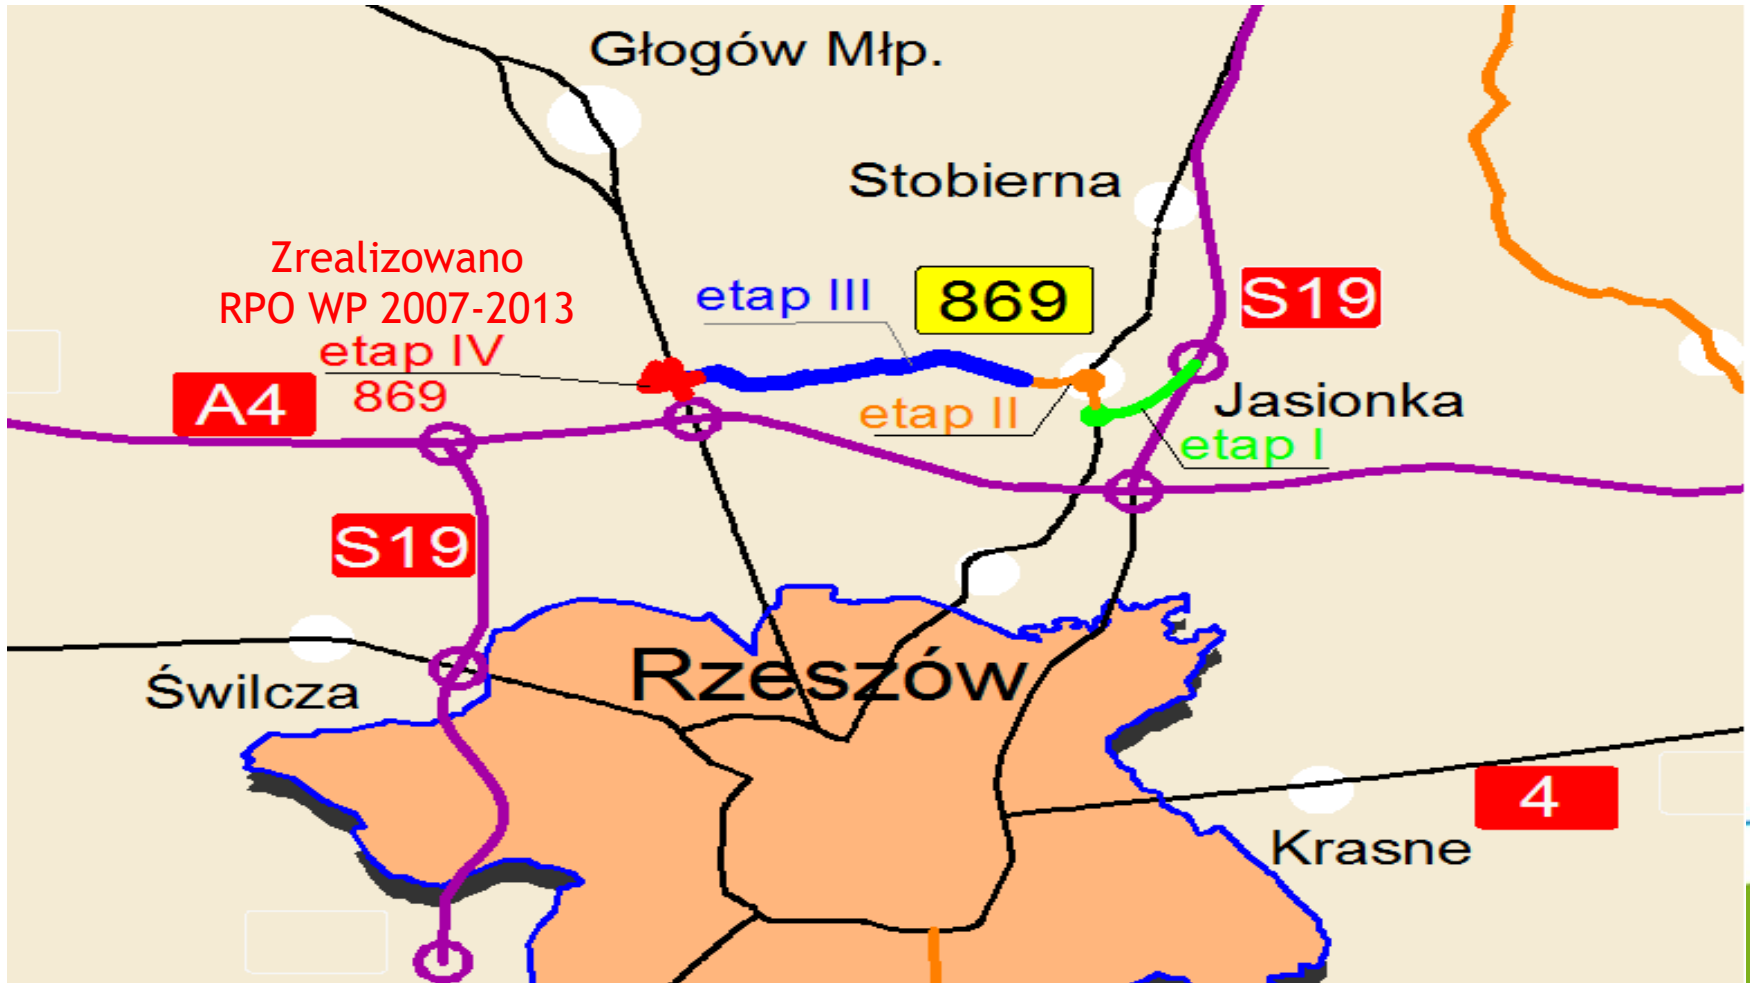 Głogów Młp.
Stobierna
Zrealizowano
RPO WP 2007-2013
etap III
869
S19
etap IV
869
A4
etap II
Jasionka
etap I
S19
Rzeszów
Świlcza
4
Krasne